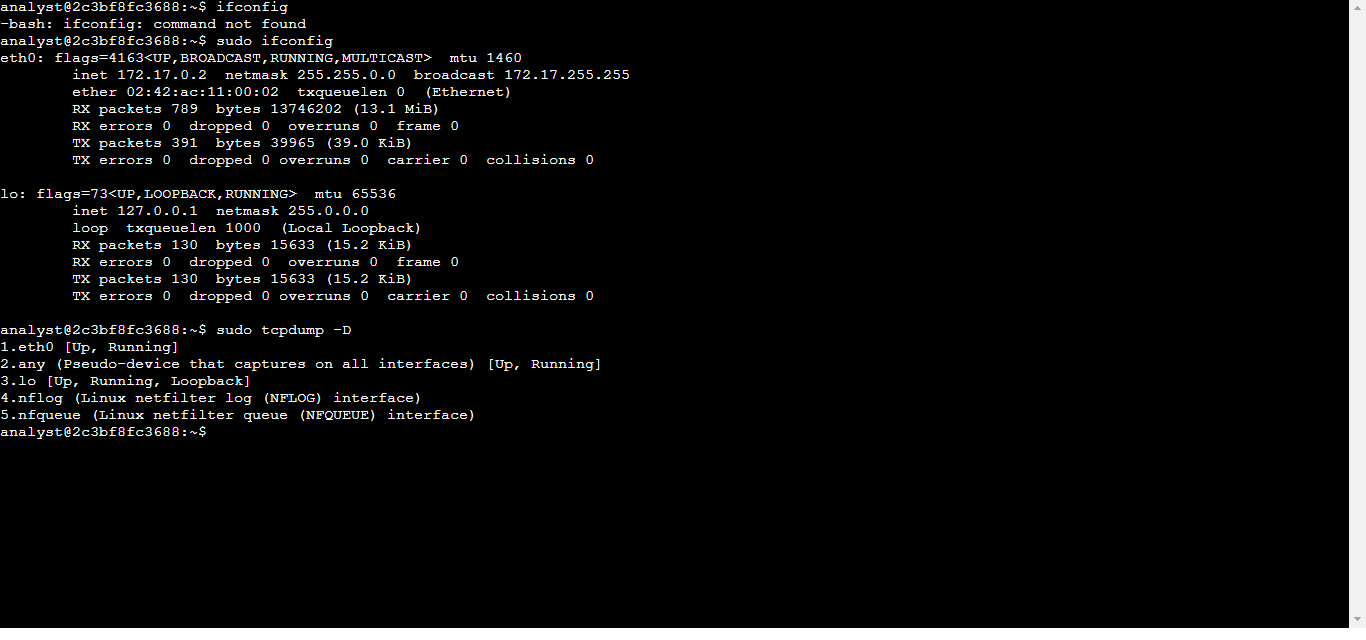 analyst@2c3bf8fc3688:~$ ifconfig
-bash: ifconfig: command not found
analyst@2c3bf8fc3688:~$ sudo ifconfig
eth0: flags=4163<UP,BROADCAST,RUNNING,MULTICAST>  mtu 1460
        inet 172.17.0.2  netmask 255.255.0.0  broadcast 172.17.255.255
        ether 02:42:ac:11:00:02  txqueuelen 0  (Ethernet)
        RX packets 789  bytes 13746202 (13.1 MiB)
        RX errors 0  dropped 0  overruns 0  frame 0
        TX packets 391  bytes 39965 (39.0 KiB)
        TX errors 0  dropped 0 overruns 0  carrier 0  collisions 0

lo: flags=73<UP,LOOPBACK,RUNNING>  mtu 65536
        inet 127.0.0.1  netmask 255.0.0.0
        loop  txqueuelen 1000  (Local Loopback)
        RX packets 130  bytes 15633 (15.2 KiB)
        RX errors 0  dropped 0  overruns 0  frame 0
        TX packets 130  bytes 15633 (15.2 KiB)
        TX errors 0  dropped 0 overruns 0  carrier 0  collisions 0

analyst@2c3bf8fc3688:~$ sudo tcpdump -D
1.eth0 [Up, Running]
2.any (Pseudo-device that captures on all interfaces) [Up, Running]
3.lo [Up, Running, Loopback]
4.nflog (Linux netfilter log (NFLOG) interface)
5.nfqueue (Linux netfilter queue (NFQUEUE) interface)
analyst@2c3bf8fc3688:~$